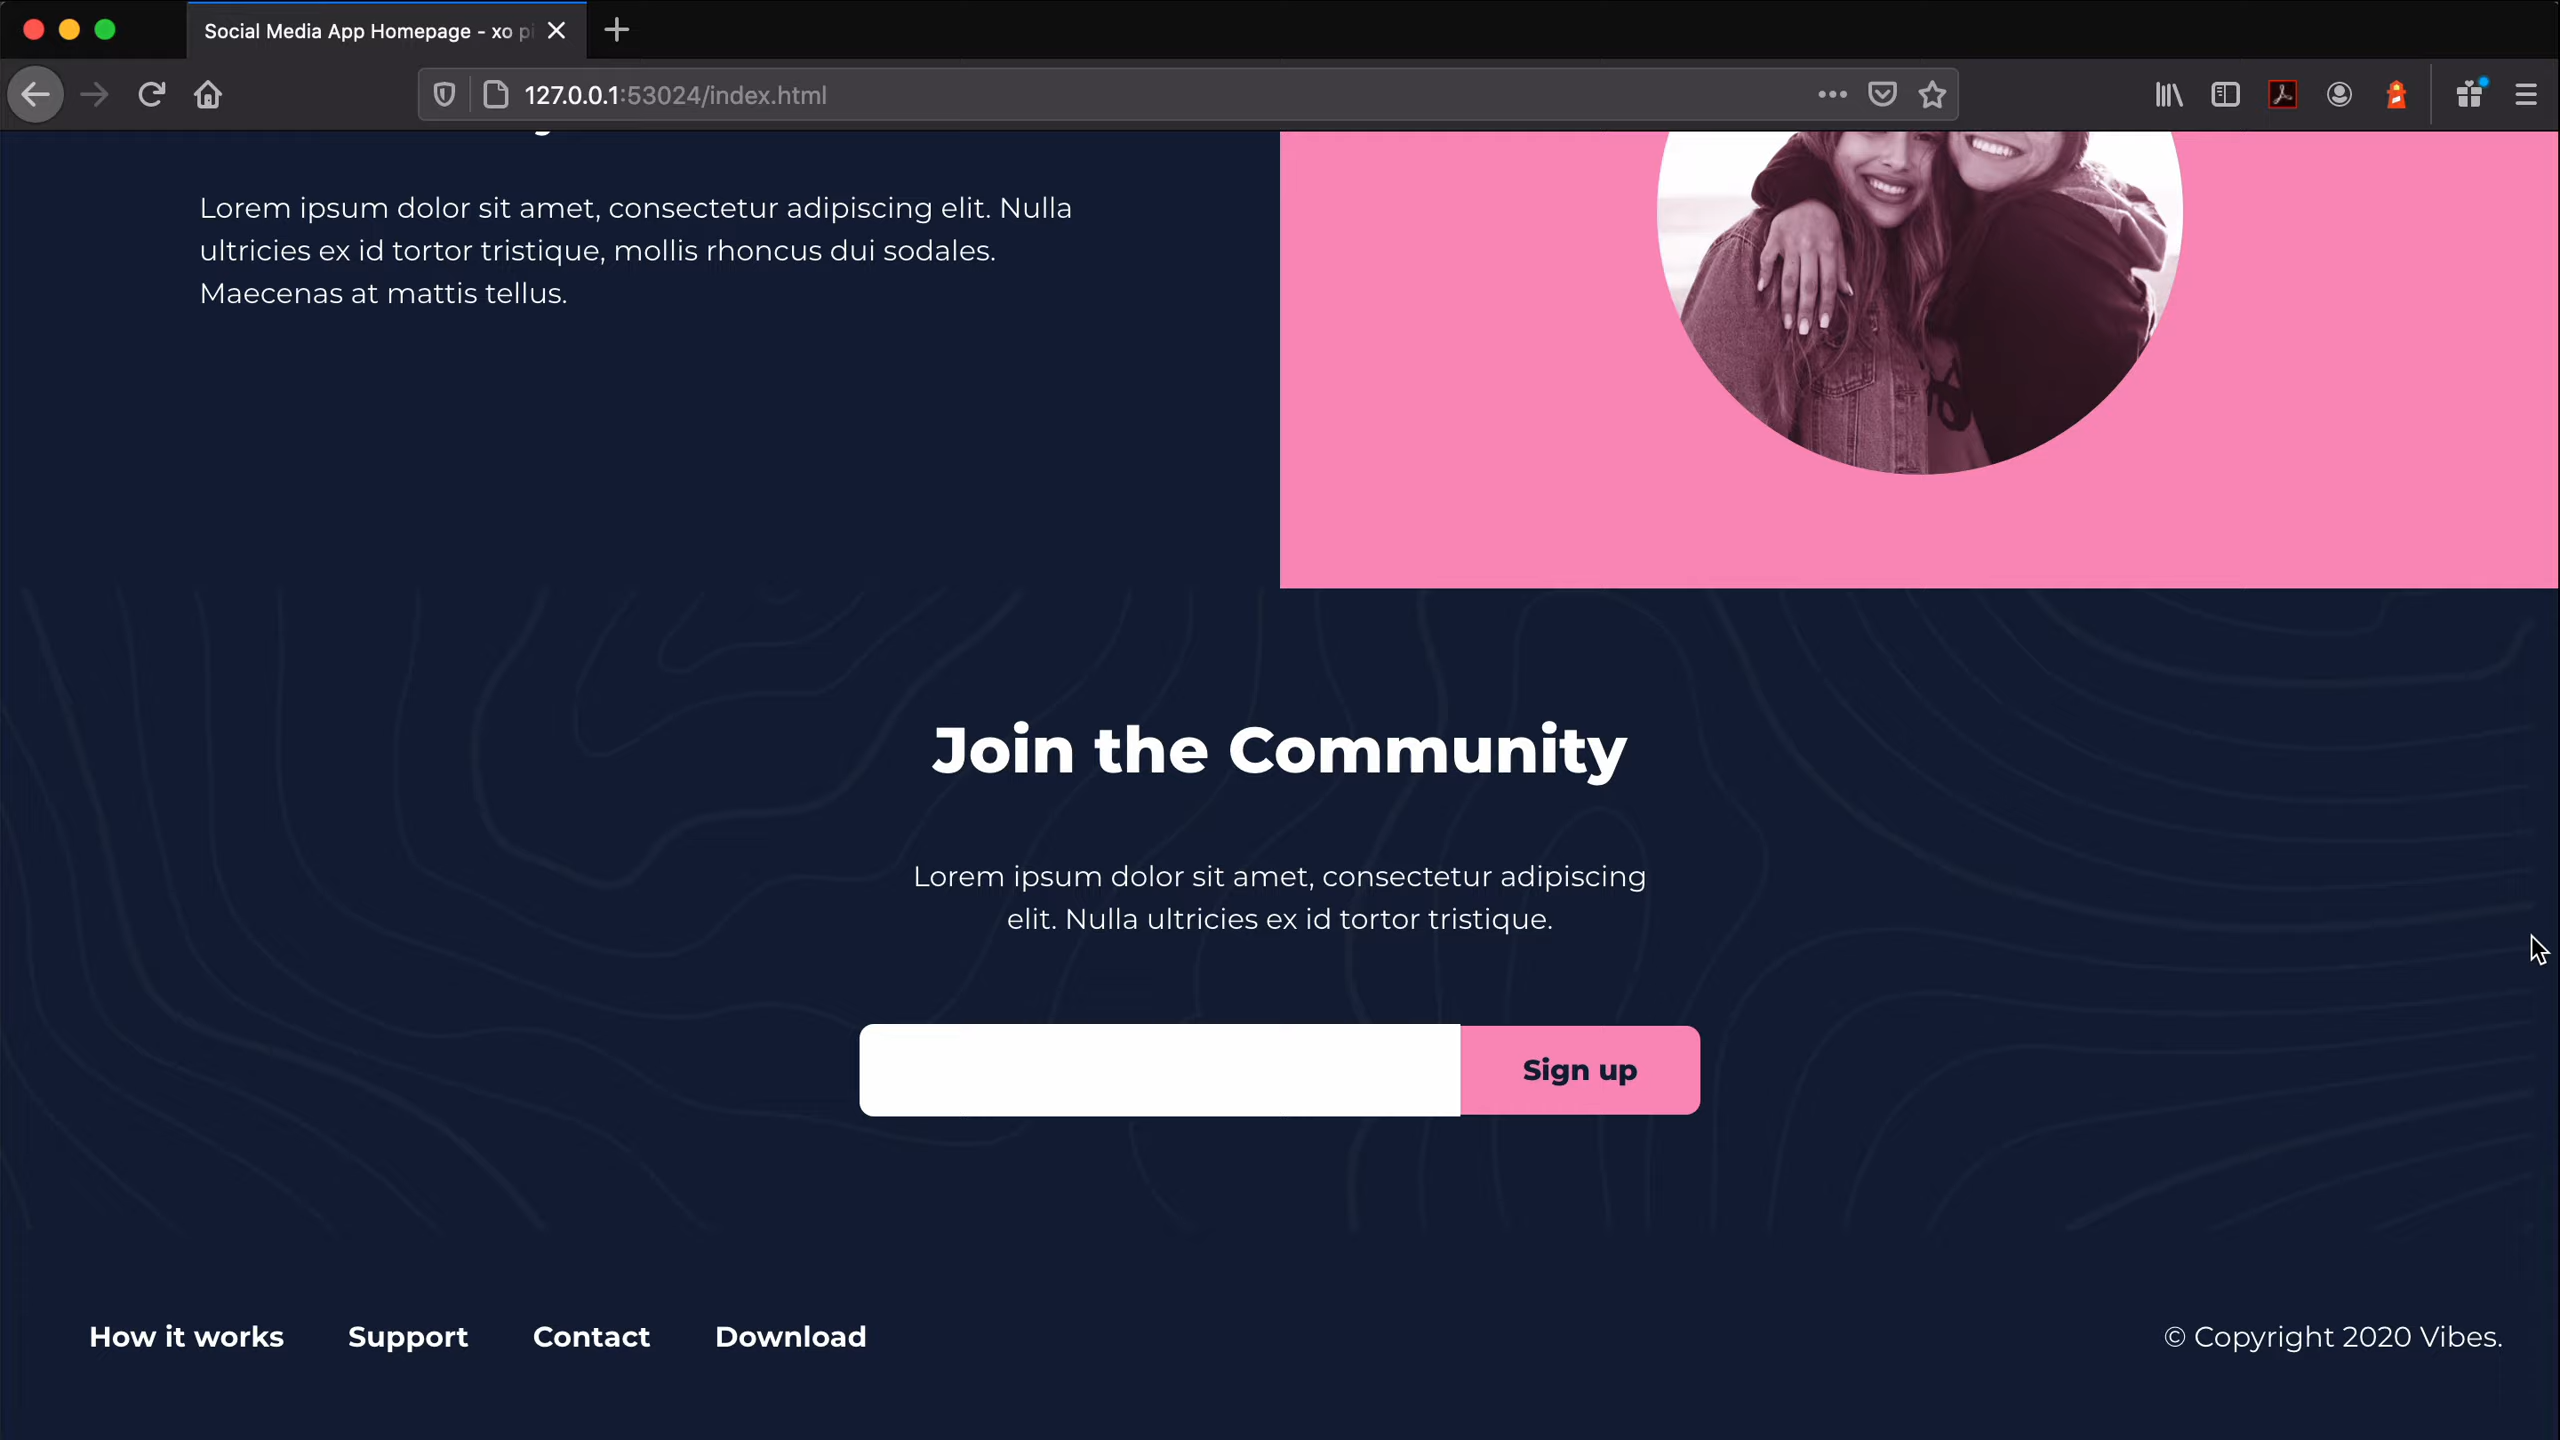 Social Media App Homepage - xo pi
127.0.0.1:53024/index.html
Lorem ipsum dolor sit amet, consectetur adipiscing elit. Nulla
ultricies ex id tortor tristique, mollis rhoncus dui sodales.
Maecenas at mattis tellus.
Join the Community
Lorem ipsum dolor sit amet, consectetur adipiscing
elit. Nulla ultricies ex id tortor tristique.
Sign up
How it works Support Contact Download
© Copyright 2020 Vibes.